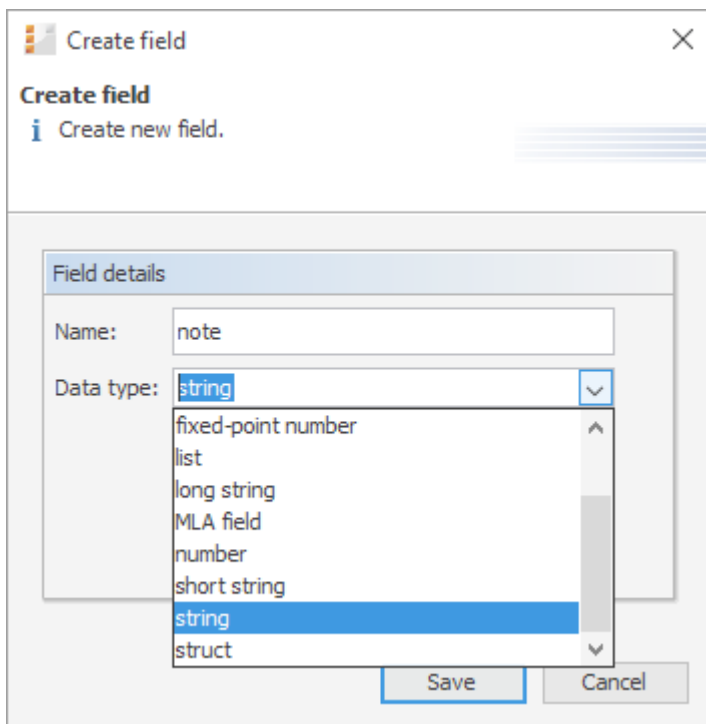 Create field
Create field
i Create new field.
Field details
Name: note
Data type: string
fixed-point number
list
long string
MLA field
number
short string
string
struct
Save Cancel